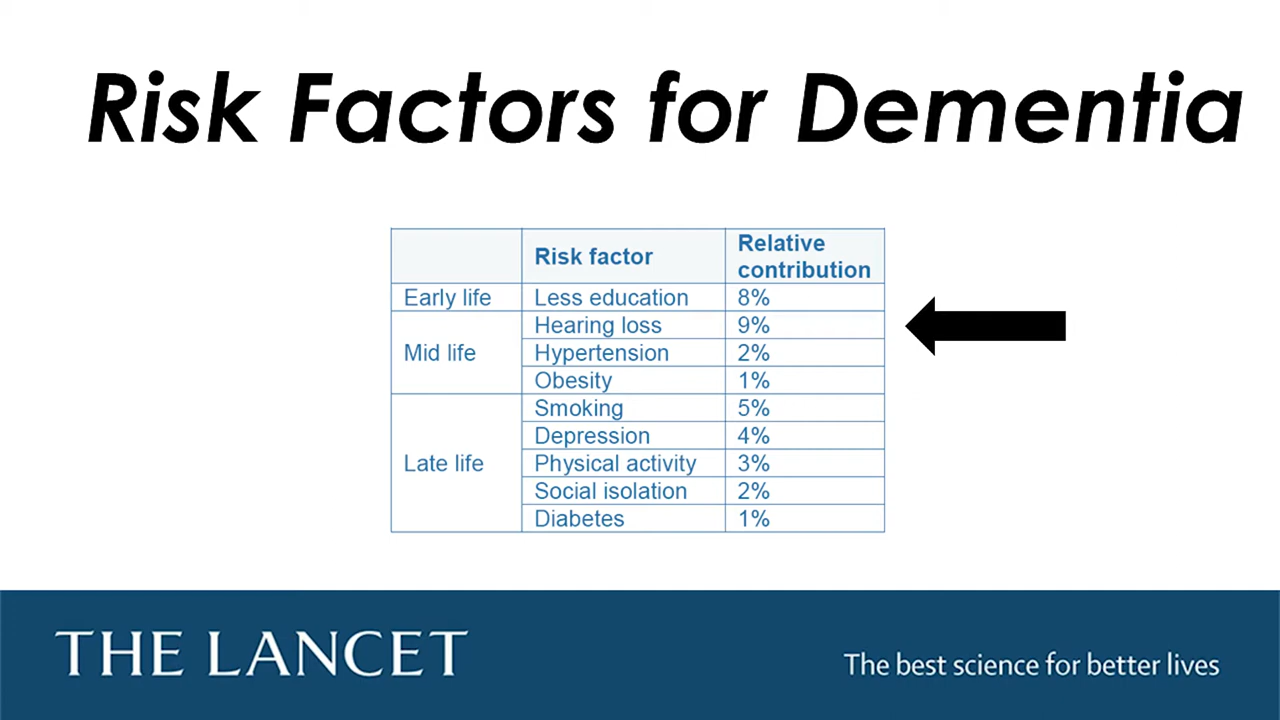 Risk Factors for Dementia
Risk factor
Relative
contribution
Early life
Less education
8%
Mid life
Hearing loss
9%
Hypertension
2%
Obesity
1%
Late life
Smoking
5%
Depression
4%
Physical activity
3%
Social isolation
2%
Diabetes
1%
THE LANCET
The best science for better lives